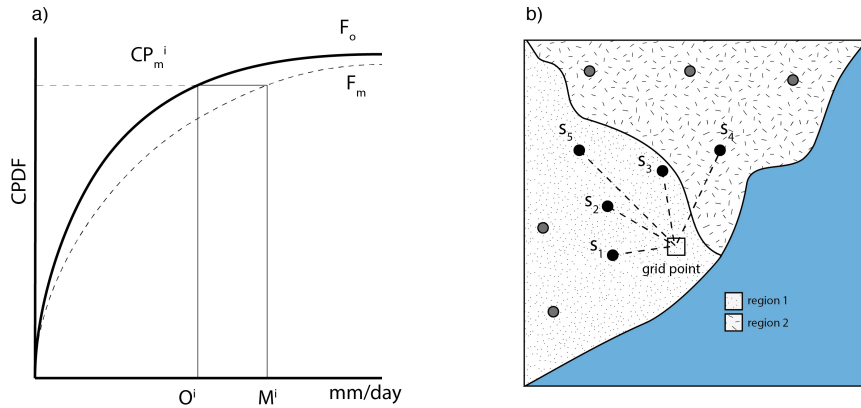 a)
CP_m^i
F_o
F_m
CPDF
O^i
M^i
mm/day
b)
S_5
S_4
S_3
S_2
S_1
grid point
region 1
region 2